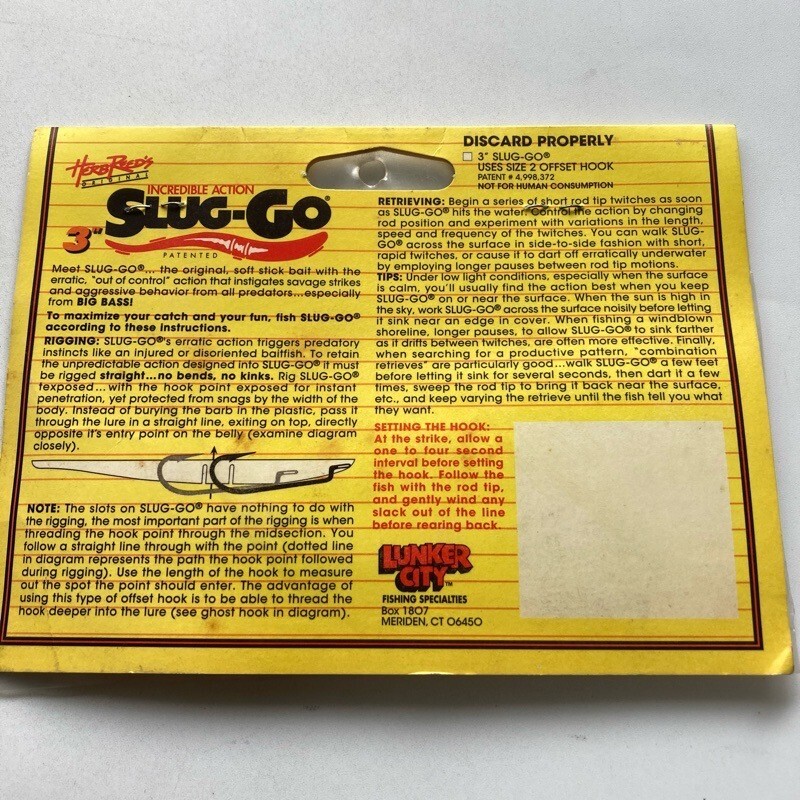 HERB REED'S
ORIGINAL
INCREDIBLE ACTION
3" SLUG-GO®
PATENTED
Meet SLUG-GO®... the original, soft stick bait with the
erratic, "out of control" action that instigates savage strikes
and aggressive behavior from all predators...especially
from BIG BASS!
To maximize your catch and your fun, fish SLUG-GO®
according to these instructions.
RIGGING: SLUG-GO®'s erratic action triggers predatory
instincts like an injured or disoriented baitfish. To retain
the unpredictable action designed into SLUG-GO® it must
be rigged straight...no bends, no kinks. Rig SLUG-GO®
texposed...with the hook point exposed for instant
penetration, yet protected from snags by the width of the
body. Instead of burying the barb in the plastic, pass it
through the lure in a straight line, exiting on top, directly
opposite it's entry point on the belly (examine diagram
closely).
NOTE: The slots on SLUG-GO® have nothing to do with
the rigging, the most important part of the rigging is when
threading the hook point through the midsection. You
follow a straight line through with the point (dotted line
in diagram represents the path the hook point followed
during rigging). Use the length of the hook to measure
out the spot the point should enter. The advantage of
using this type of offset hook is to be able to thread the
hook deeper into the lure (see ghost hook in diagram).
DISCARD PROPERLY
3" SLUG-GO®
USES SIZE 2 OFFSET HOOK
PATENT # 4,998,372
NOT FOR HUMAN CONSUMPTION
RETRIEVING: Begin a series of short rod tip twitches as soon
as SLUG-GO® hits the water. Control the action by changing
rod position and experiment with variations in the length,
speed and frequency of the twitches. You can walk SLUG-
GO® across the surface in side-to-side fashion with short,
rapid twitches, or cause it to dart off erratically underwater
by employing longer pauses between rod tip motions.
TIPS: Under low light conditions, especially when the surface
is calm, you'll usually find the action best when you keep
SLUG-GO® on or near the surface. When the sun is high in
the sky, work SLUG-GO® across the surface noisily before letting
it sink near an edge in cover. When fishing a windblown
shoreline, longer pauses, to allow SLUG-GO® to sink farther
as it drifts between twitches, are often more effective. Finally,
when searching for a productive pattern, "combination
retrieves" are particularly good...walk SLUG-GO® a few feet
before letting it sink for several seconds, then dart it a few
times, sweep the rod tip to bring it back near the surface,
etc., and keep varying the retrieve until the fish tell you what
they want.
SETTING THE HOOK:
At the strike, allow a
one to four second
interval before setting
the hook. Follow the
fish with the rod tip,
and gently wind any
slack out of the line
before rearing back.
LUNKER
CITY™
FISHING SPECIALTIES
Box 1807
MERIDEN, CT 06450